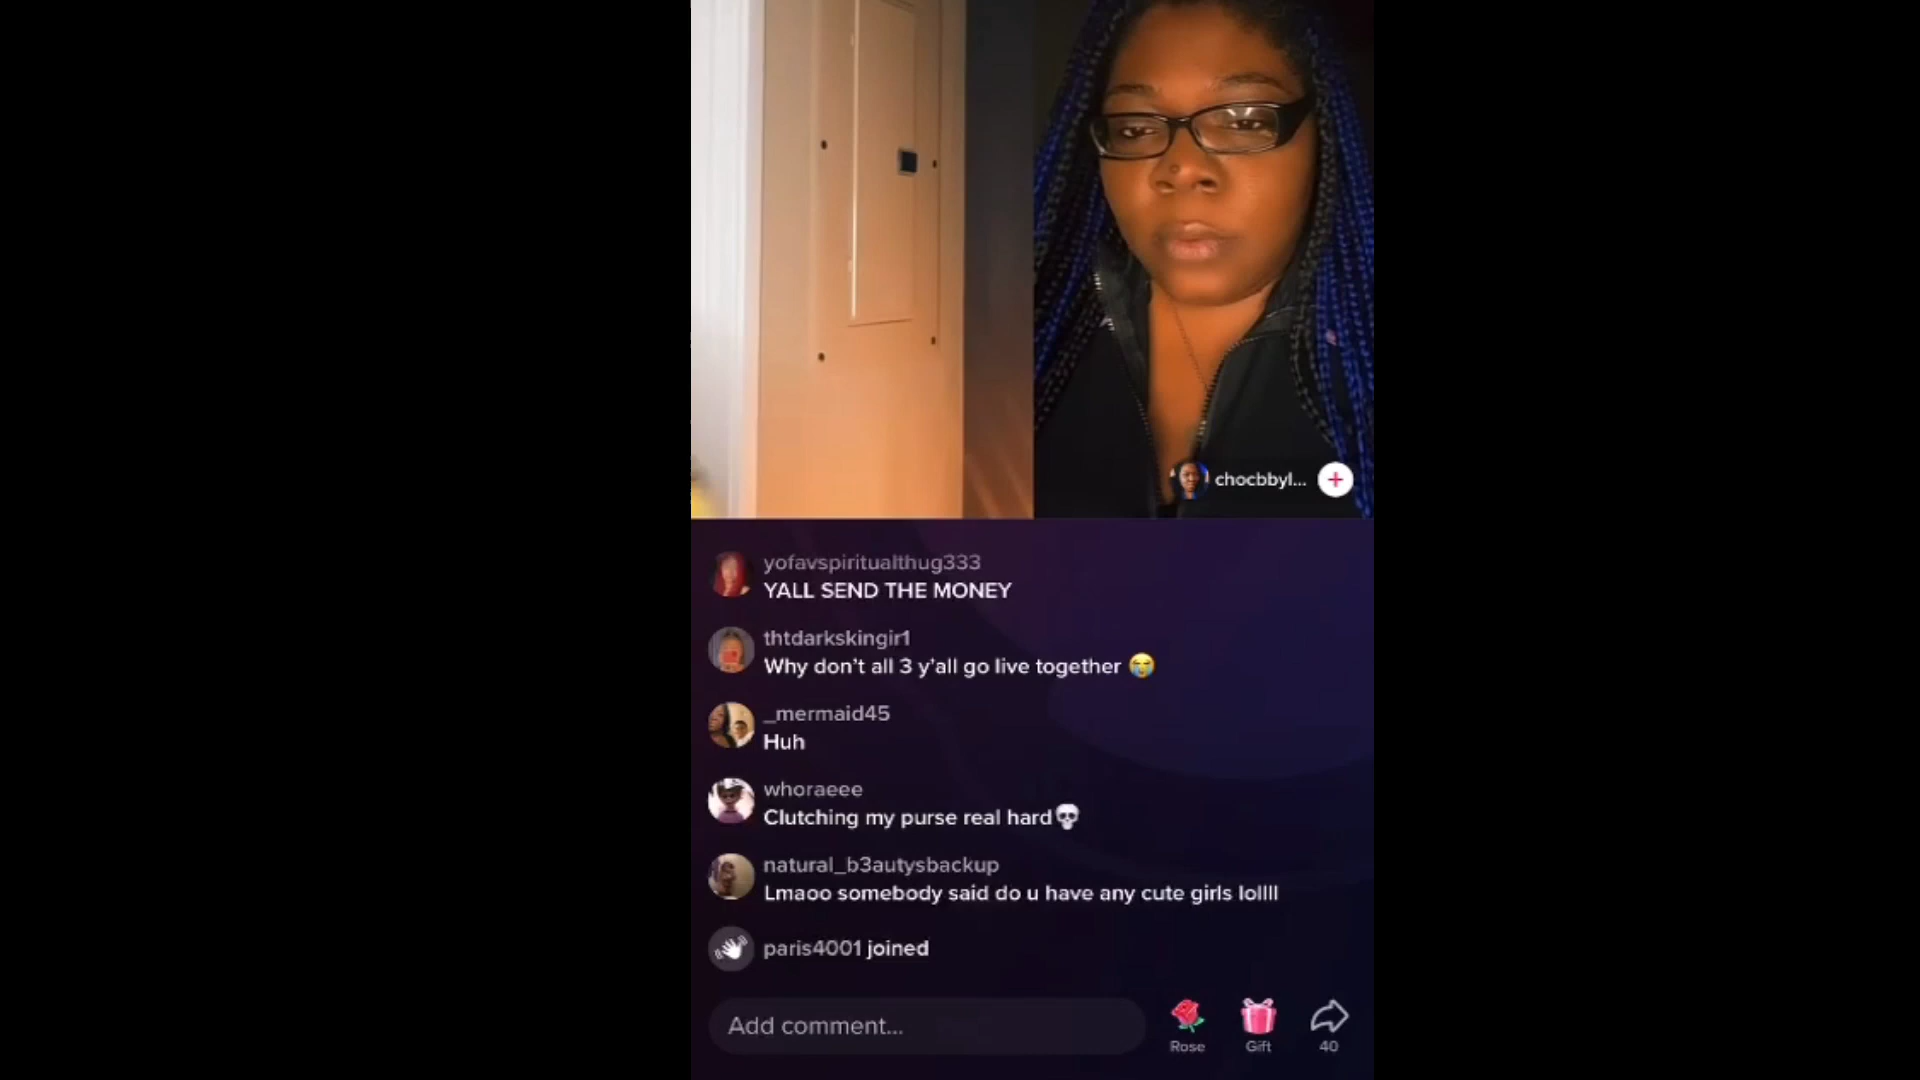 chocbbyl...
yofavspiritualthug333
YALL SEND THE MONEY
thtdarkskingir1
Why don't all 3 y'all go live together 😭
_mermaid45
Huh
whoraeee
Clutching my purse real hard💀
natural_b3autysbackup
Lmaoo somebody said do u have any cute girls lollll
paris4001 joined
Add comment...
Rose
Gift
40